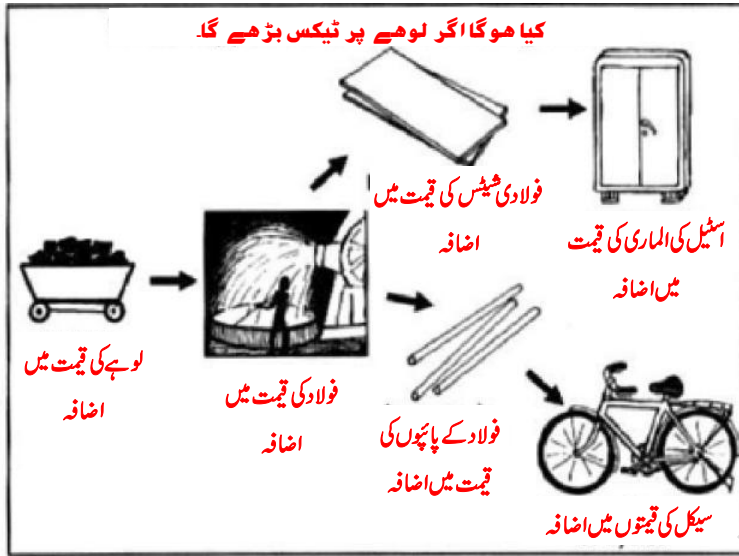 کیا ہوگا اگر لوہے پر ٹیکس بڑھے گا۔
فولادی شیٹس کی قیمت میں
اضافہ
اسٹیل کی الماری کی قیمت
میں اضافہ
لوہے کی قیمت میں
اضافہ
فولاد کی قیمت میں
اضافہ
فولاد کے پائپوں کی
قیمت میں اضافہ
سیکل کی قیمتوں میں اضافہ